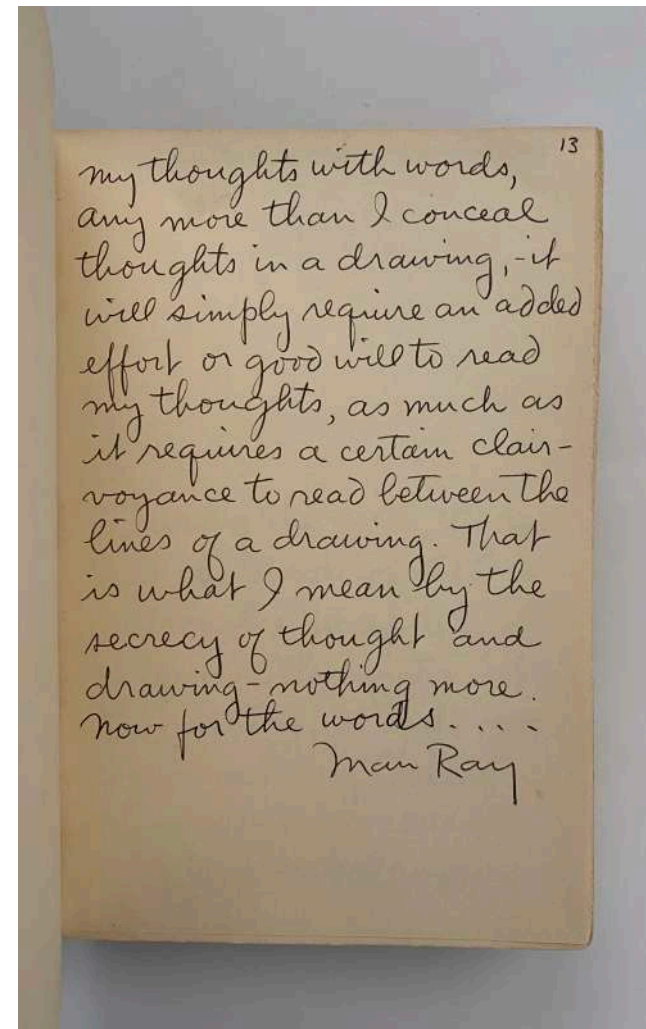 13
my thoughts with words,
any more than I conceal
thoughts in a drawing,-it
will simply require an added
effort or good will to read
my thoughts, as much as
it requires a certain clair-
voyance to read between the
lines of a drawing. That
is what I mean by the
secrecy of thought and
drawing-nothing more.
Now for the words.....
Man Ray